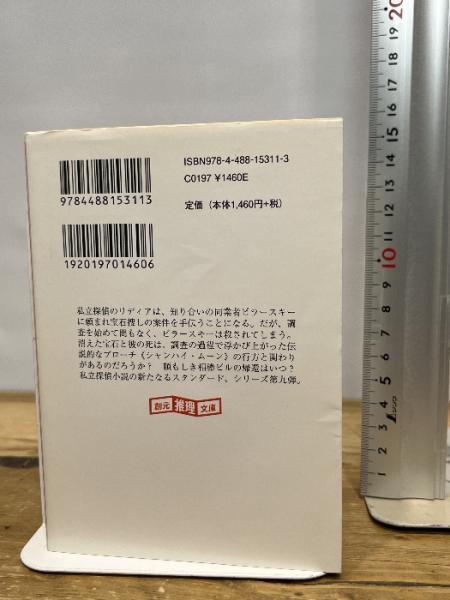 ISBN978-4-488-15311-3
C0197 ¥1460E
定価（本体1,460円+税）
9784488153113
1920197014606
私立探偵のリディアは、知り合いの同業者ピラースキー
に頼まれ宝石捜しの案件を手伝うことになる。だが、調
査を始めて間もなく、ピラースキーは殺されてしまう。
消えた宝石と彼の死は、調査の過程で浮かび上がった伝
説的なブローチ《シャンハイ・ムーン》の行方と関わり
があるのだろうか？ 頼もしき相棒ビルの帰還はいつ？
私立探偵小説の新たなるスタンダード、シリーズ第九弾。
創元推理文庫
20
19
18
17
16
15
14
13
12
11
10
9
8
7
6
5
4
3
2
1
シンワ